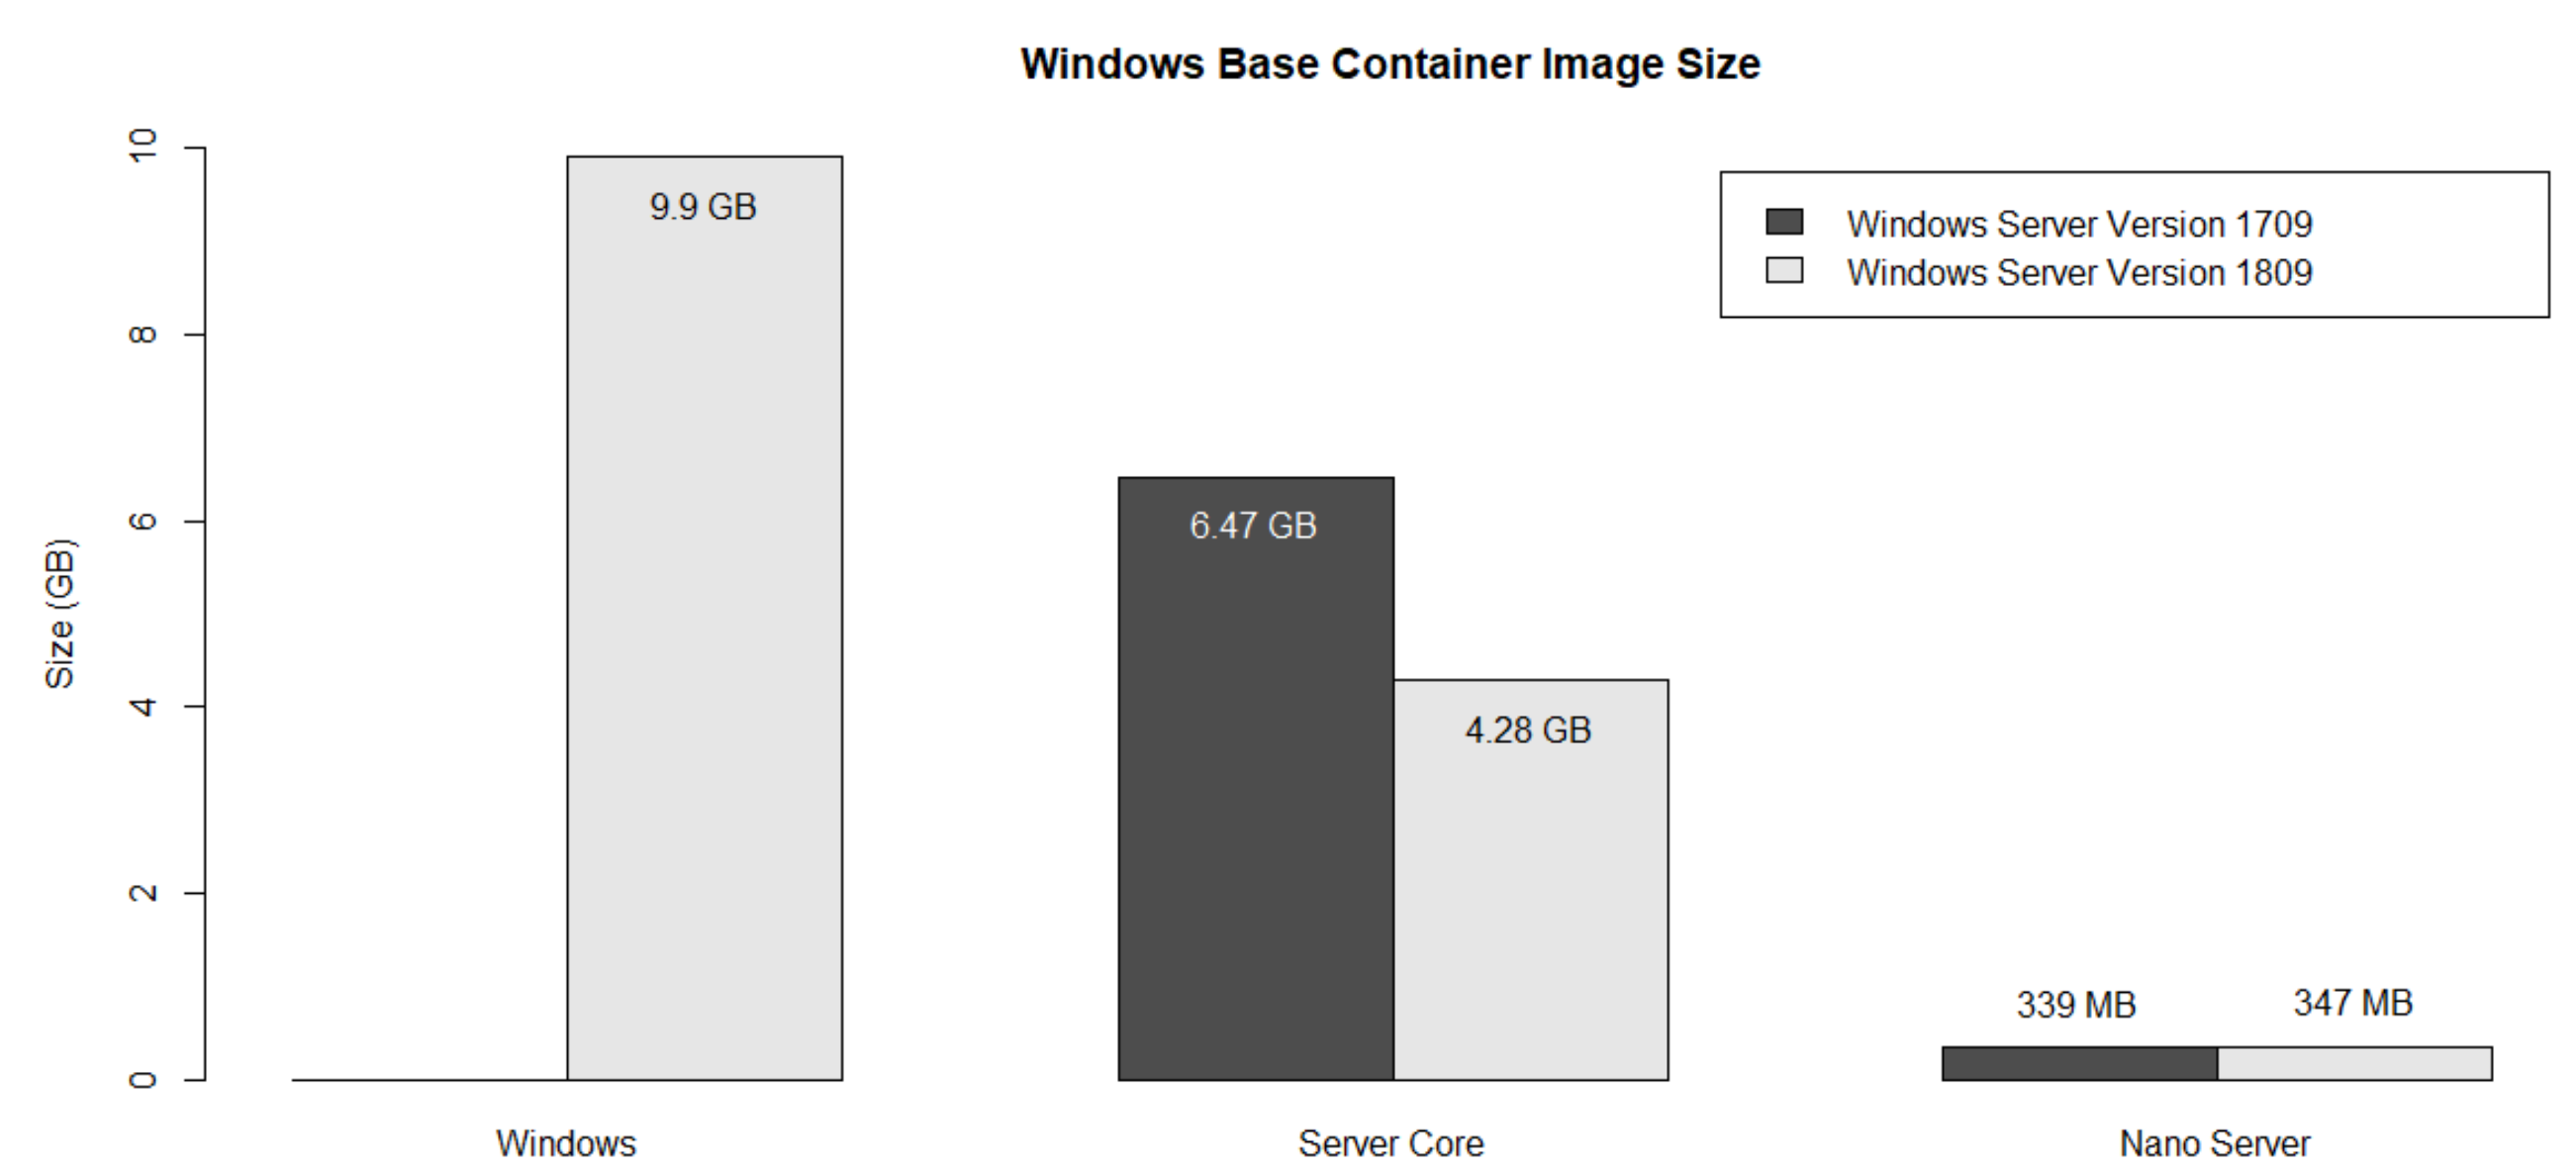 Windows Base Container Image Size
Size (GB)
10
8
6
4
2
0
9.9 GB
6.47 GB
4.28 GB
339 MB
347 MB
Windows Server Version 1709
Windows Server Version 1809
Windows
Server Core
Nano Server